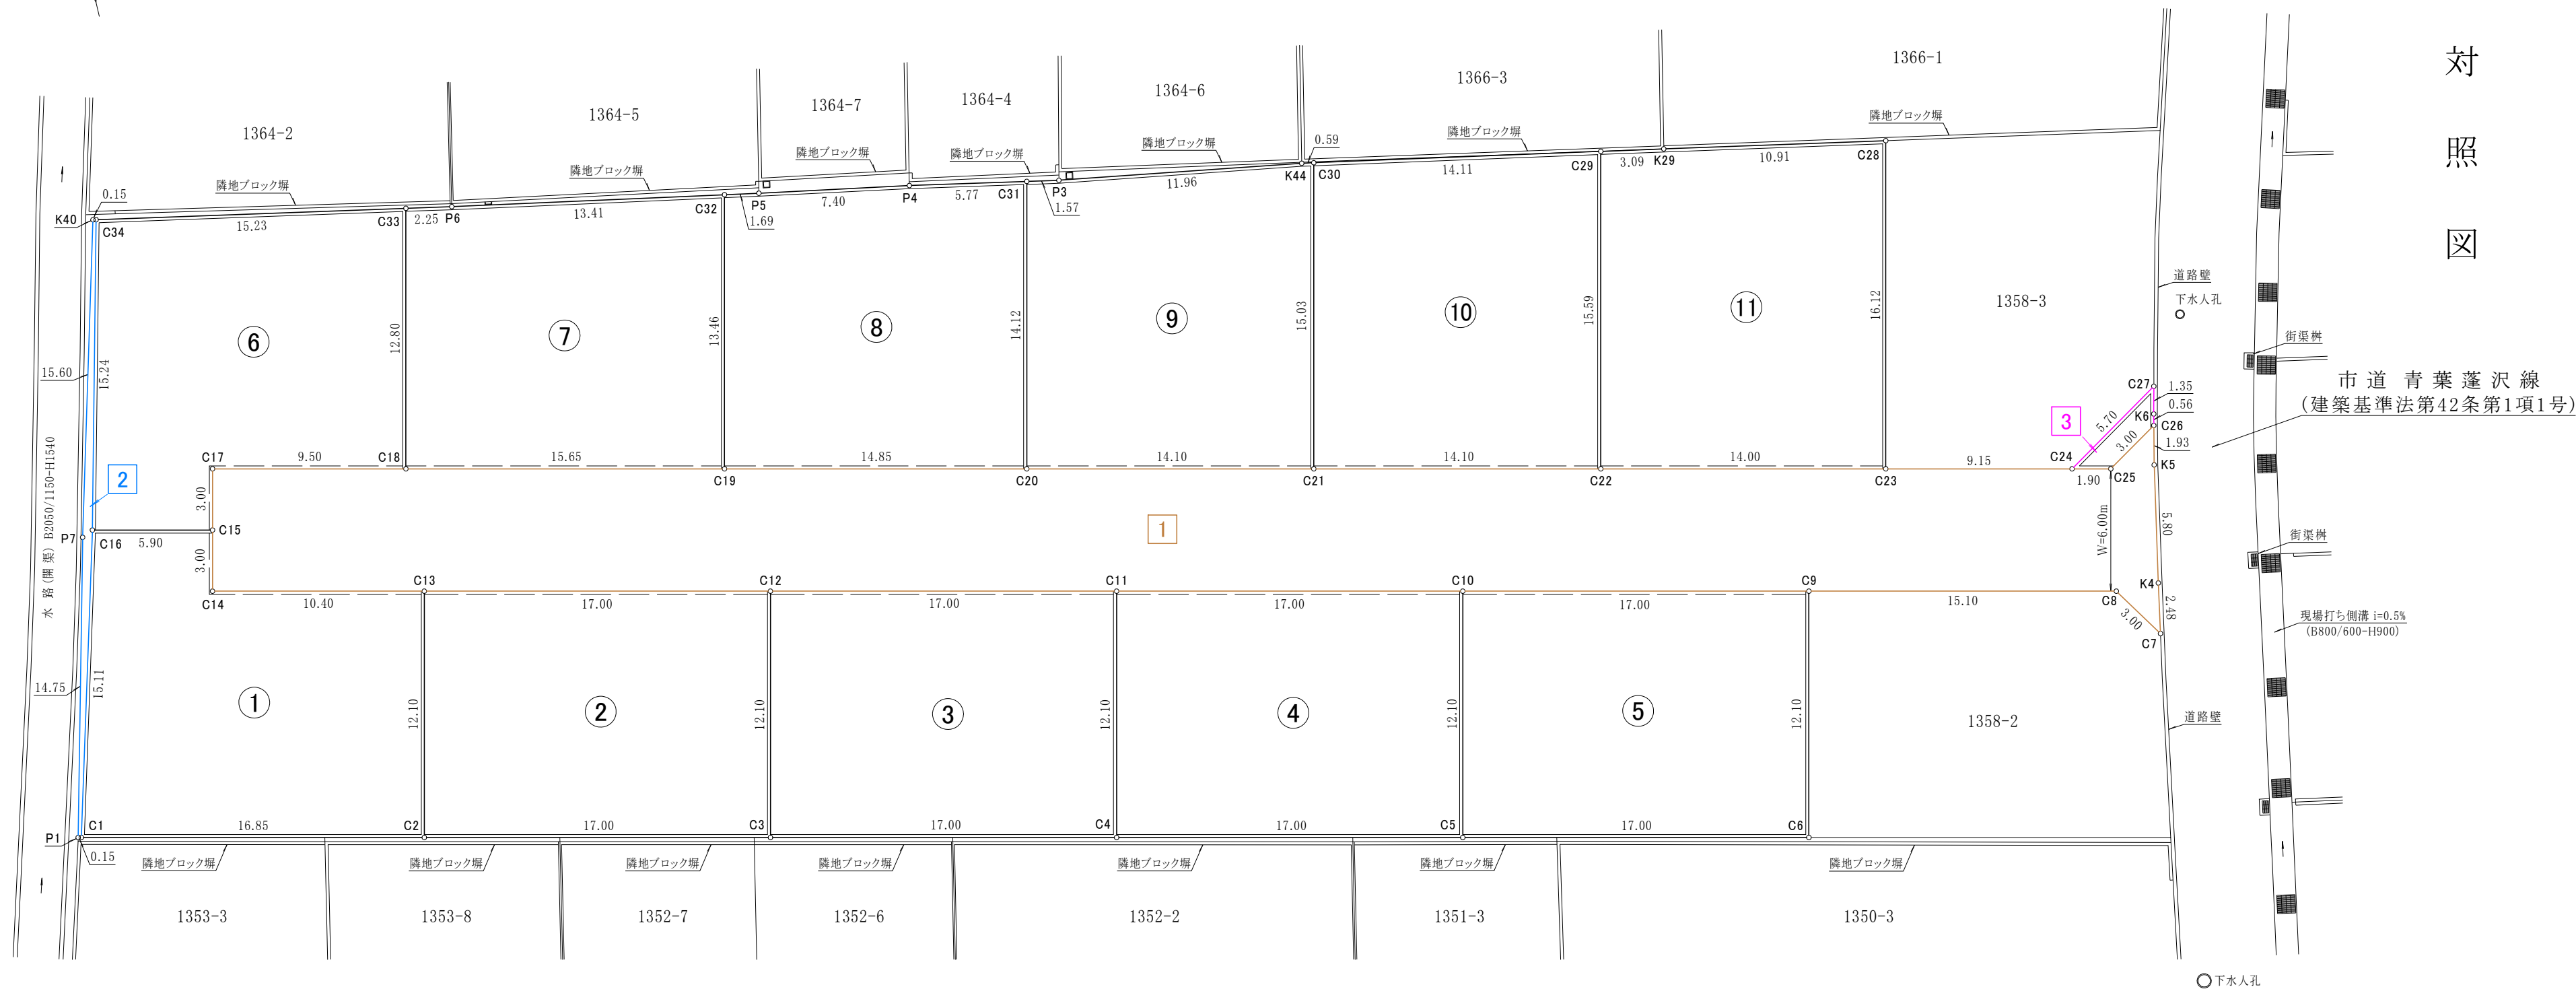 対
照
図
1366-1
1366-3
1364-6
1364-4
1364-7
1364-5
1364-2
隣地ブロック塀
隣地ブロック塀
隣地ブロック塀
隣地ブロック塀
隣地ブロック塀
隣地ブロック塀
隣地ブロック塀
0.15
K40
C34
15.23
C33
2.25
P6
13.41
C32
P5
1.69
7.40
P4
5.77
C31
P3
1.57
11.96
K44
0.59
C30
14.11
C29
3.09
K29
10.91
C28
1358-3
道路壁
下水人孔
街渠桝
市道 青葉蓬沢線
(建築基準法第42条第1項1号)
⑥
⑦
⑧
⑨
⑩
⑪
15.60
15.24
12.80
13.46
14.12
15.03
15.59
16.12
C27
1.35
K6
0.56
C26
5.70
3.00
3
1.93
K5
C17
9.50
C18
15.65
C19
14.85
C20
14.10
C21
14.10
C22
14.00
C23
9.15
C24
1.90
C25
水路(開渠) B2050/1150-H1540
2
3.00
C15
P7
C16
5.90
3.00
1
W=6.00m
5.80
街渠桝
K4
C14
10.40
C13
17.00
C12
17.00
C11
17.00
C10
17.00
C9
15.10
C8
3.00
2.48
C7
現場打ち側溝 i=0.5%
(B800/600-H900)
14.75
15.11
①
12.10
②
12.10
③
12.10
④
12.10
⑤
12.10
1358-2
道路壁
P1
C1
0.15
16.85
C2
17.00
C3
17.00
C4
17.00
C5
17.00
C6
隣地ブロック塀
隣地ブロック塀
隣地ブロック塀
隣地ブロック塀
隣地ブロック塀
隣地ブロック塀
隣地ブロック塀
1353-3
1353-8
1352-7
1352-6
1352-2
1351-3
1350-3
下水人孔